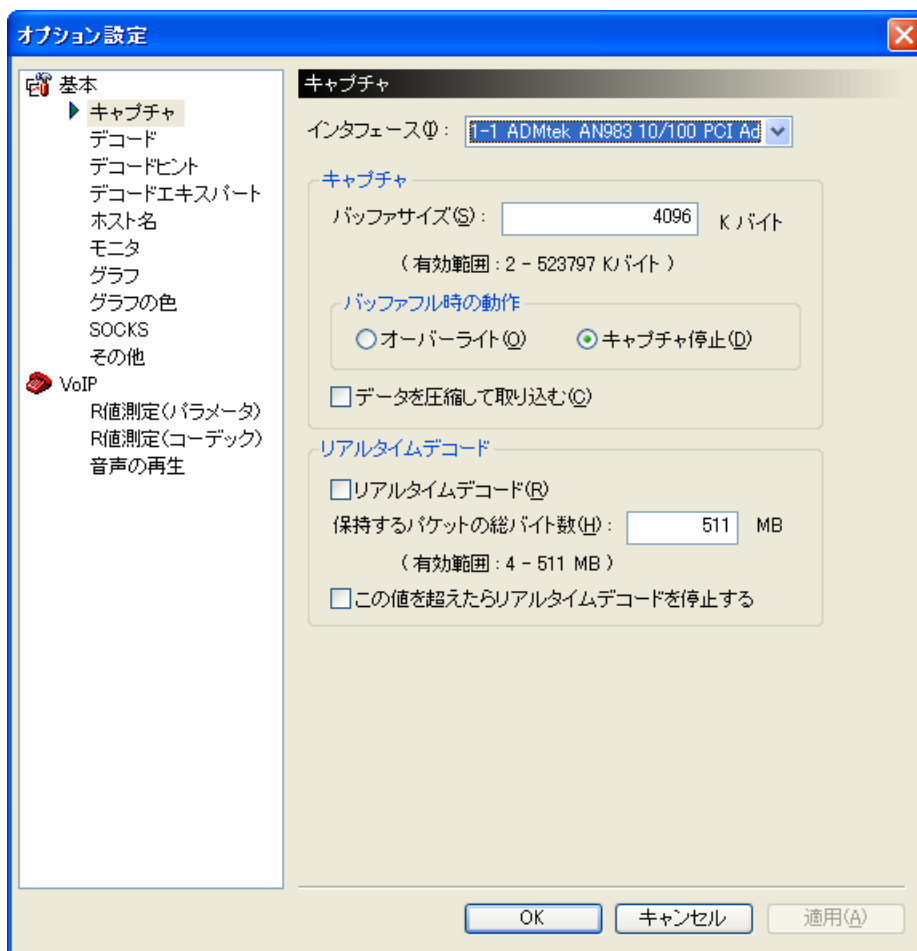 オプション設定
基本
キャプチャ
デコード
デコードヒント
デコードエキスパート
ホスト名
モニタ
グラフ
グラフの色
SOCKS
その他
VoIP
R値測定(パラメータ)
R値測定(コーデック)
音声の再生
キャプチャ
インタフェース(I): 1-1 ADMtek AN983 10/100 PCI Ad
キャプチャ
バッファサイズ(S): 4096 K バイト
(有効範囲:2 - 523797 Kバイト)
バッファフル時の動作
オーバーライト(O) キャプチャ停止(D)
データを圧縮して取り込む(C)
リアルタイムデコード
リアルタイムデコード(R)
保持するパケットの総バイト数(H): 511 MB
(有効範囲:4 - 511 MB)
この値を超えたらリアルタイムデコードを停止する
OK キャンセル 適用(A)